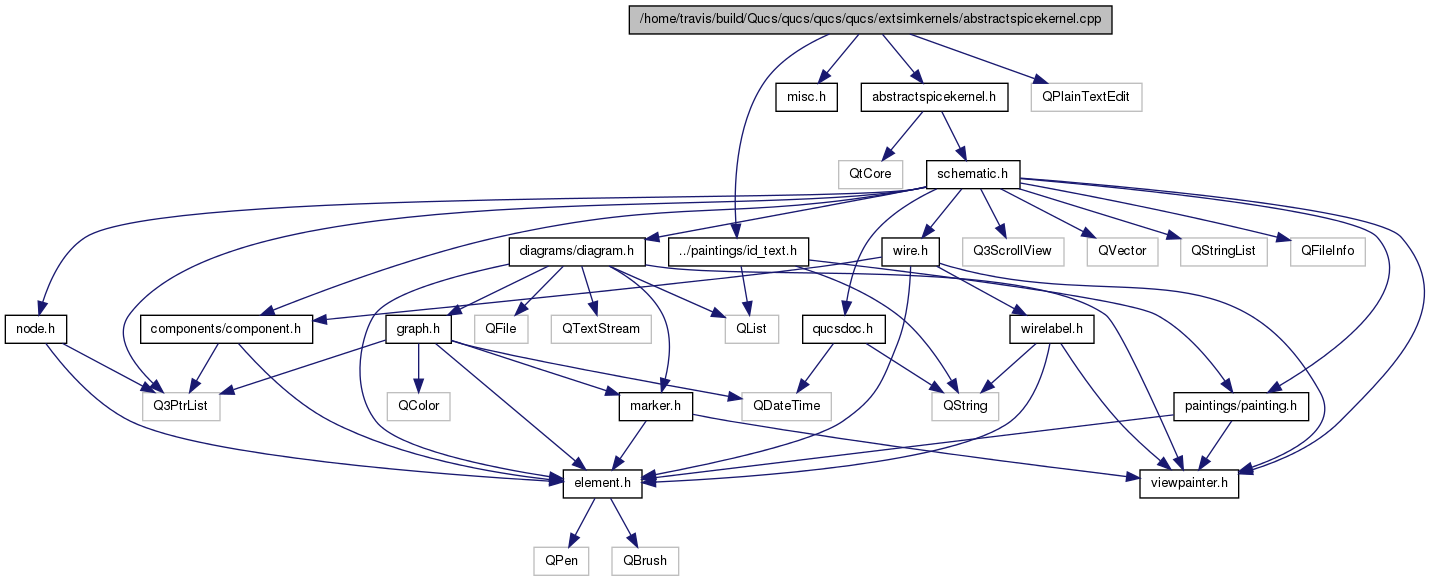 /home/travis/build/Qucs/qucs/qucs/qucs/extsimkernels/abstractspicekernel.cpp
misc.h
abstractspicekernel.h
QPlainTextEdit
QtCore
schematic.h
diagrams/diagram.h
../paintings/id_text.h
wire.h
Q3ScrollView
QVector
QStringList
QFileInfo
node.h
components/component.h
graph.h
QFile
QTextStream
QList
qucsdoc.h
wirelabel.h
Q3PtrList
QColor
marker.h
QDateTime
QString
paintings/painting.h
element.h
viewpainter.h
QPen
QBrush